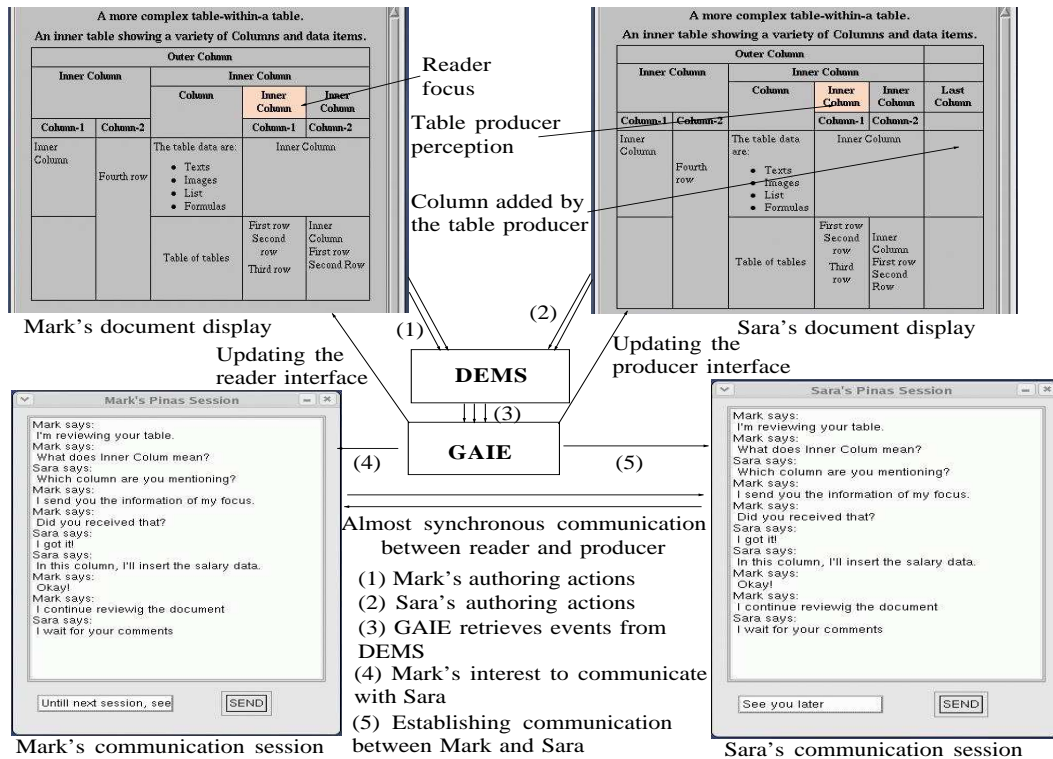 A more complex table-within-a table.
An inner table showing a variety of Columns and data items.
Outer Column
Inner Column Inner Column
Column Inner Column Inner Column
Column-1 Column-2 Column-1 Column-2
Inner Column
Fourth row
The table data are:
• Texts
• Images
• List
• Formulas
Inner Column
Table of tables
First row
Second
row
Third row
Inner
Column
First row
Second Row
Mark's document display
Reader
focus
Table producer
perception
Column added by
the table producer
A more complex table-within-a table.
An inner table showing a variety of Columns and data items.
Outer Column
Inner Column Inner Column
Column Inner Column Inner Column Last Column
Column-1 Column-2 Column-1 Column-2
Inner
Column
Fourth
row
The table data
are:
• Texts
• Images
• List
• Formulas
Inner Column
Table of tables
First row
Second
row
Third
row
Inner
Column
First row
Second
Row
Sara's document display
(1)
(2)
Updating the
reader interface
DEMS
Updating the
producer interface
(3)
GAIE
(4)
(5)
Mark's Pinas Session
Mark says:
I'm reviewing your table.
Mark says:
What does Inner Colum mean?
Sara says:
Which column are you mentioning?
Mark says:
I send you the information of my focus.
Mark says:
Did you received that?
Sara says:
I got it!
Sara says:
In this column, I'll insert the salary data.
Mark says:
Okay!
Mark says:
I continue reviewig the document
Sara says:
I wait for your comments
Untill next session, see
SEND
Mark's communication session
Almost synchronous communication
between reader and producer
(1) Mark's authoring actions
(2) Sara's authoring actions
(3) GAIE retrieves events from
DEMS
(4) Mark's interest to communicate
with Sara
(5) Establishing communication
between Mark and Sara
Sara's Pinas Session
Mark says:
I'm reviewing your table.
Mark says:
What does Inner Colum mean?
Sara says:
Which column are you mentioning?
Mark says:
I send you the information of my focus.
Mark says:
Did you received that?
Sara says:
I got it!
Sara says:
In this column, I'll insert the salary data.
Mark says:
Okay!
Mark says:
I continue reviewig the document
Sara says:
I wait for your comments
See you later
SEND
Sara's communication session